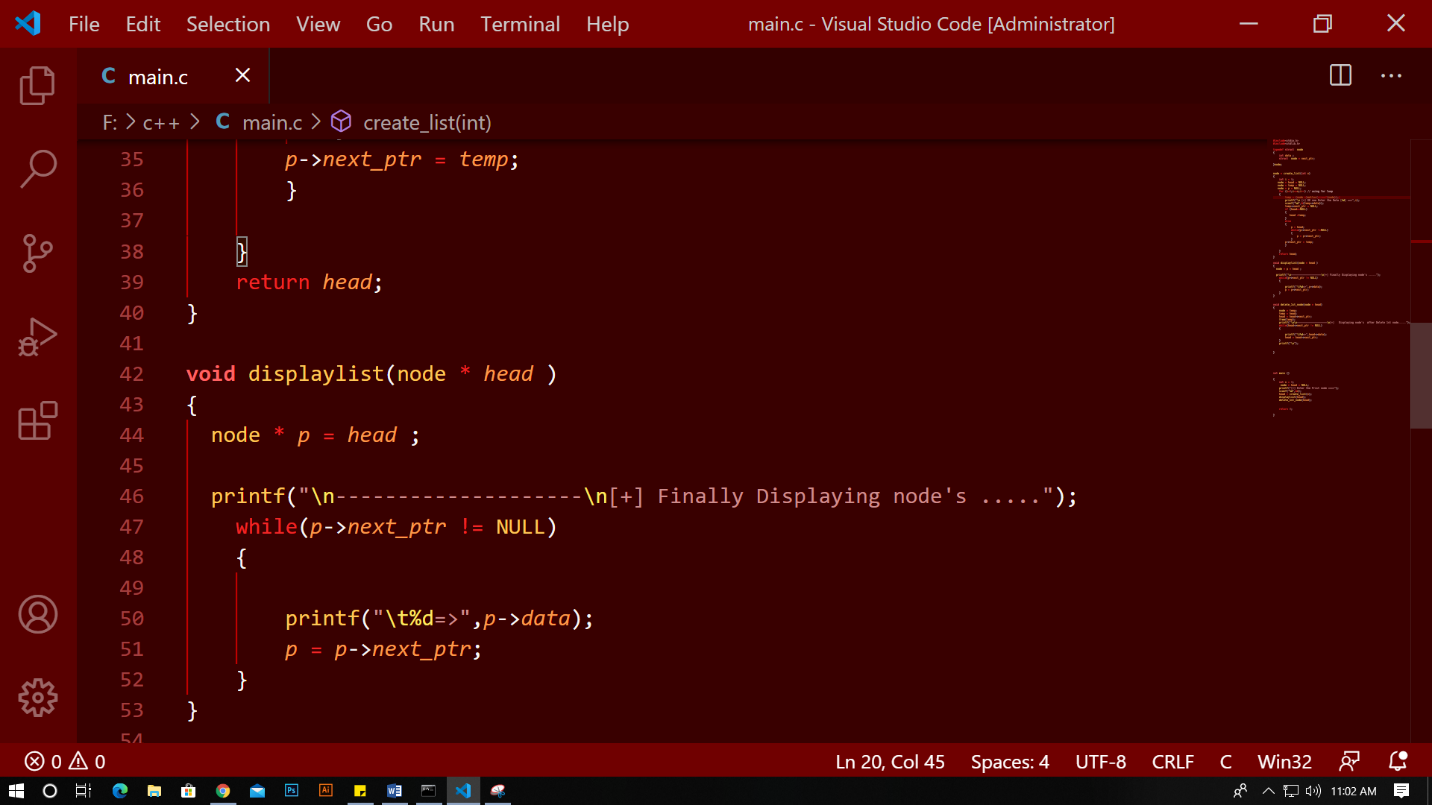 File Edit Selection View Go Run Terminal Help main.c - Visual Studio Code [Administrator]
C main.c
F: > c++ > C main.c > create_list(int)
35 p->next_ptr = temp;
36 }
37
38 }
39 return head;
40 }
41
42 void displaylist(node * head )
43 {
44 node * p = head ;
45
46 printf("\n--------------------\n[+] Finally Displaying node's .....");
47 while(p->next_ptr != NULL)
48 {
49
50 printf("\t%d=>",p->data);
51 p = p->next_ptr;
52 }
53 }
54
0 0 Ln 20, Col 45 Spaces: 4 UTF-8 CRLF C Win32
Ps Ai 11:02 AM